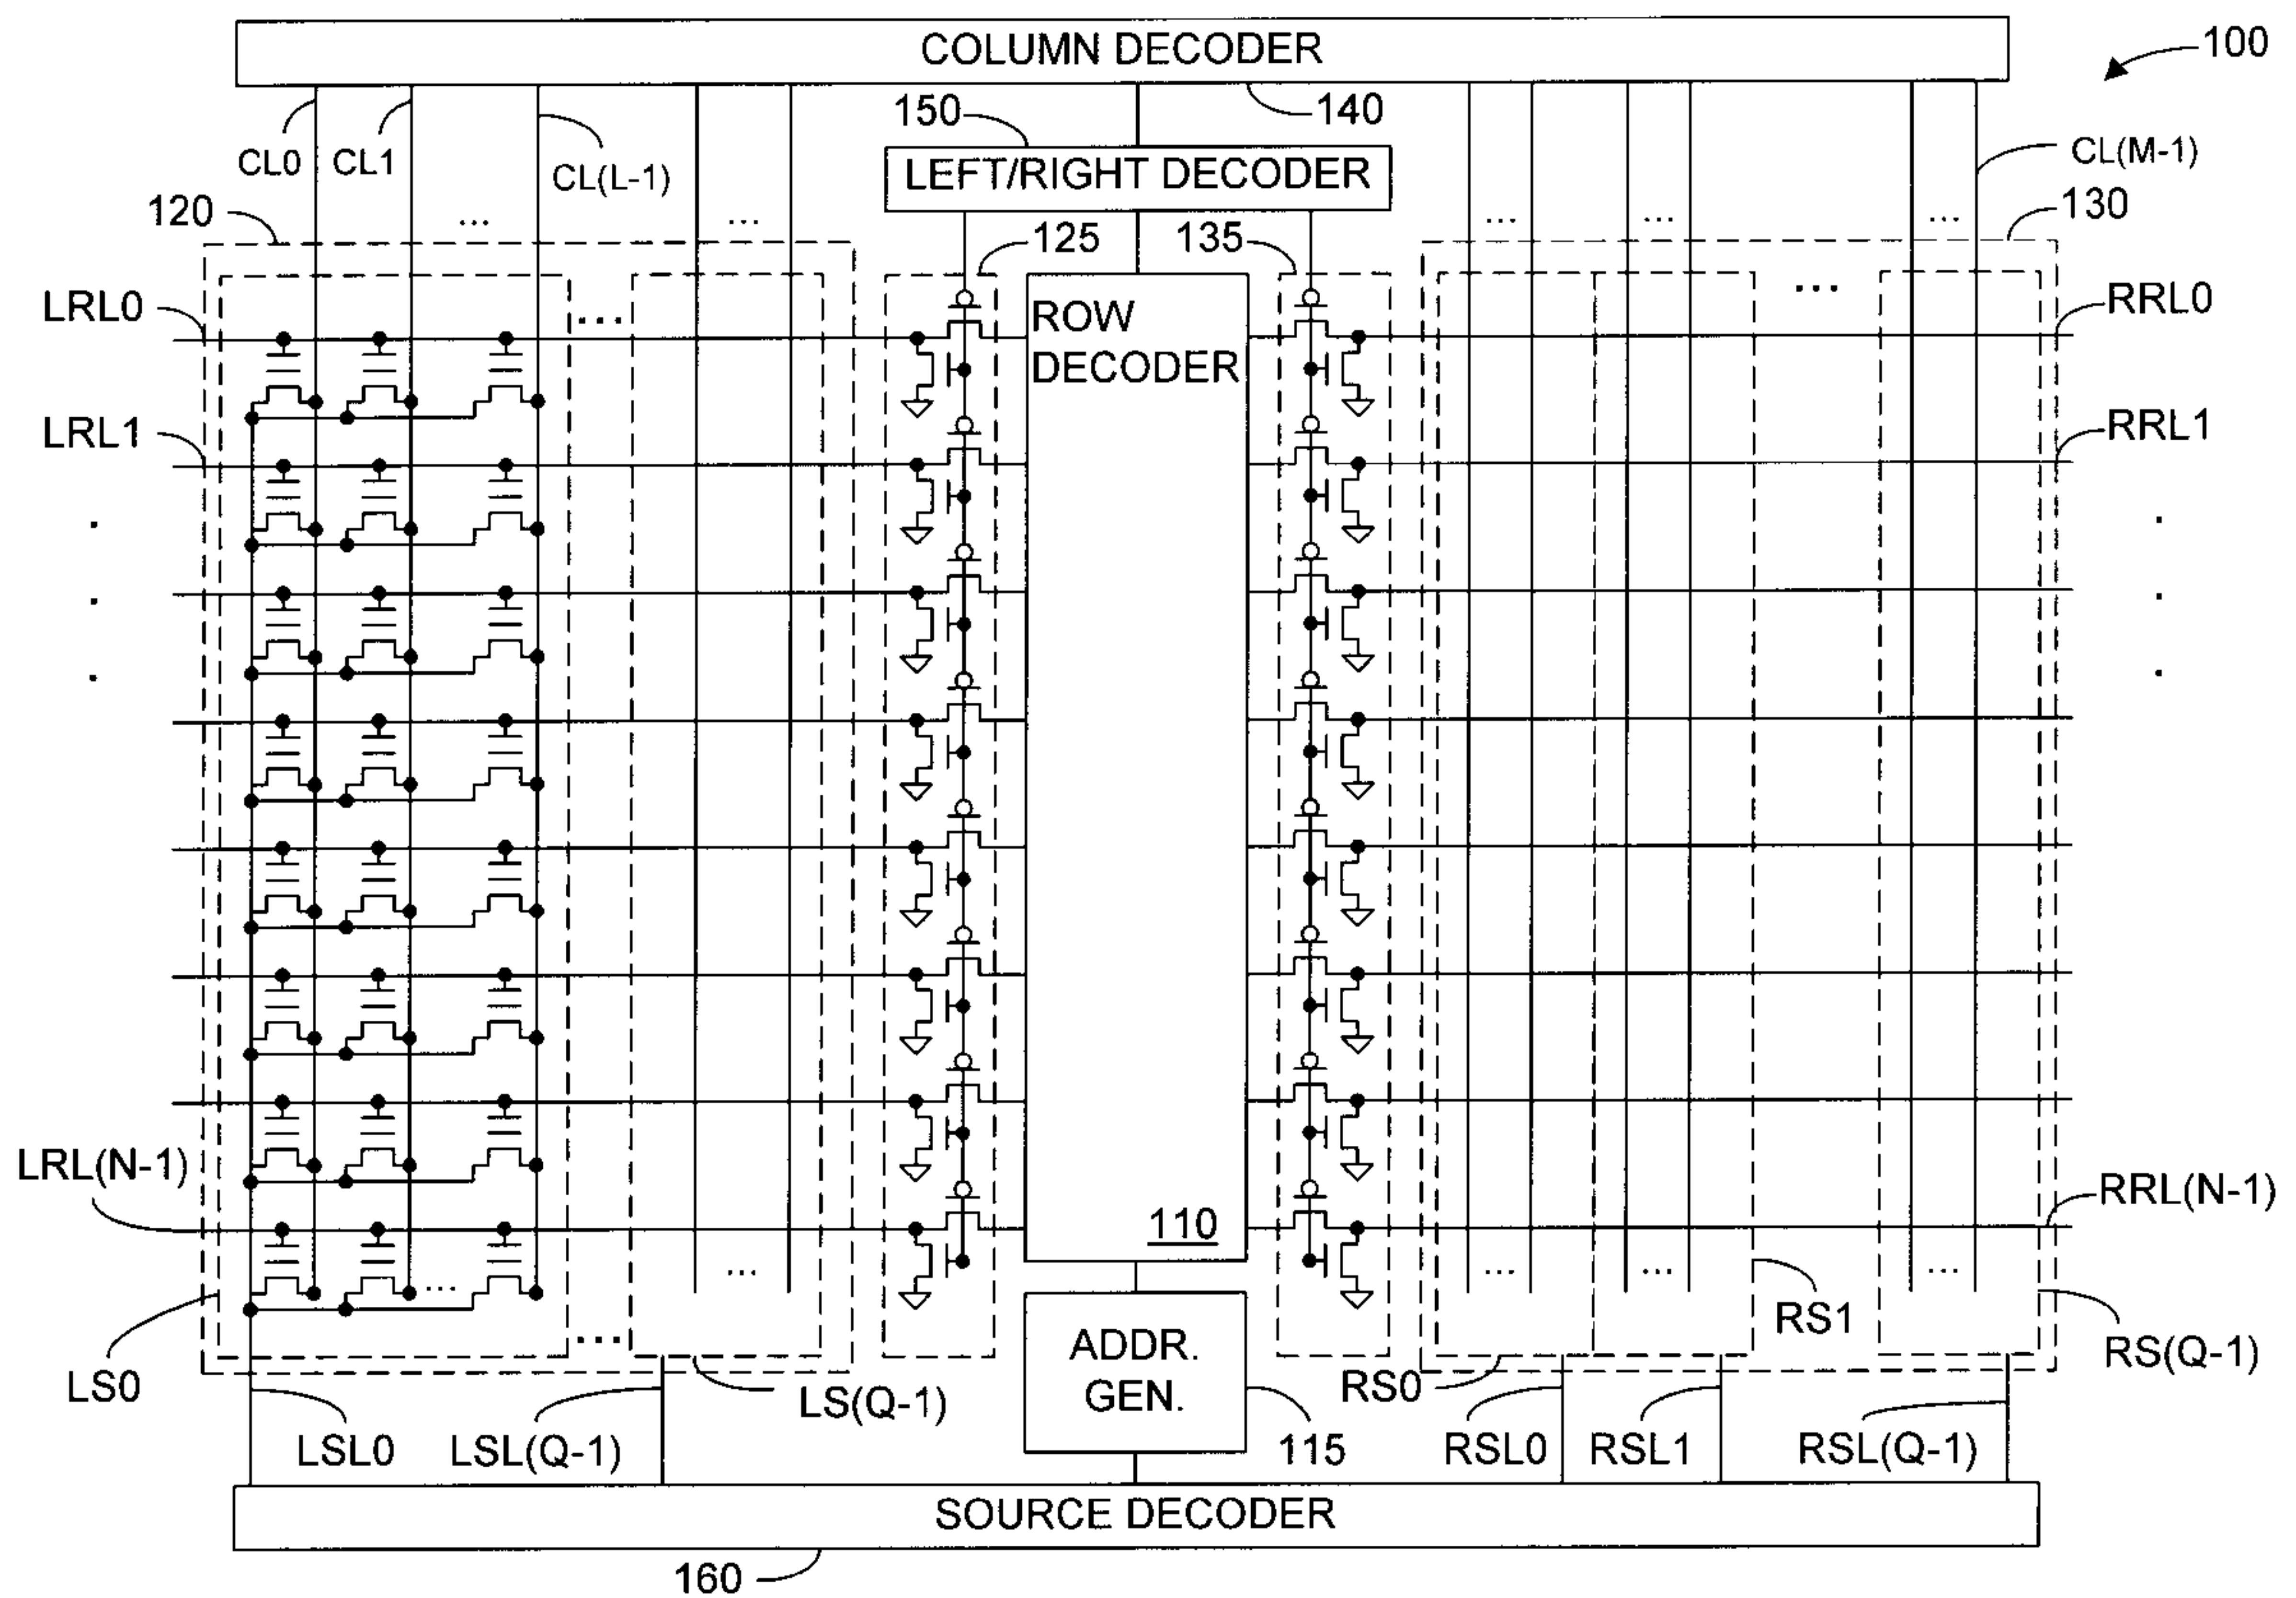 COLUMN DECODER
100
150
140
CL0
CL1
CL(L-1)
LEFT/RIGHT DECODER
CL(M-1)
120
...
...
125
135
...
...
...
130
LRL0
...
ROW
DECODER
...
RRL0
LRL1
RRL1
.
.
.
.
.
.
LRL(N-1)
110
RRL(N-1)
...
...
...
...
...
LS0
...
LS(Q-1)
ADDR.
GEN.
RS0
RS1
RS(Q-1)
LSL0
LSL(Q-1)
115
RSL0
RSL1
RSL(Q-1)
SOURCE DECODER
160